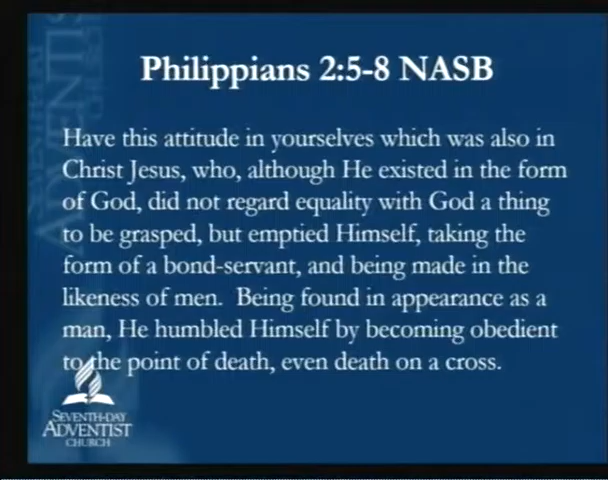 Philippians 2:5-8 NASB
Have this attitude in yourselves which was also in
Christ Jesus, who, although He existed in the form
of God, did not regard equality with God a thing
to be grasped, but emptied Himself, taking the
form of a bond-servant, and being made in the
likeness of men.  Being found in appearance as a
man, He humbled Himself by becoming obedient
to the point of death, even death on a cross.
SEVENTH-DAY
ADVENTIST
CHURCH